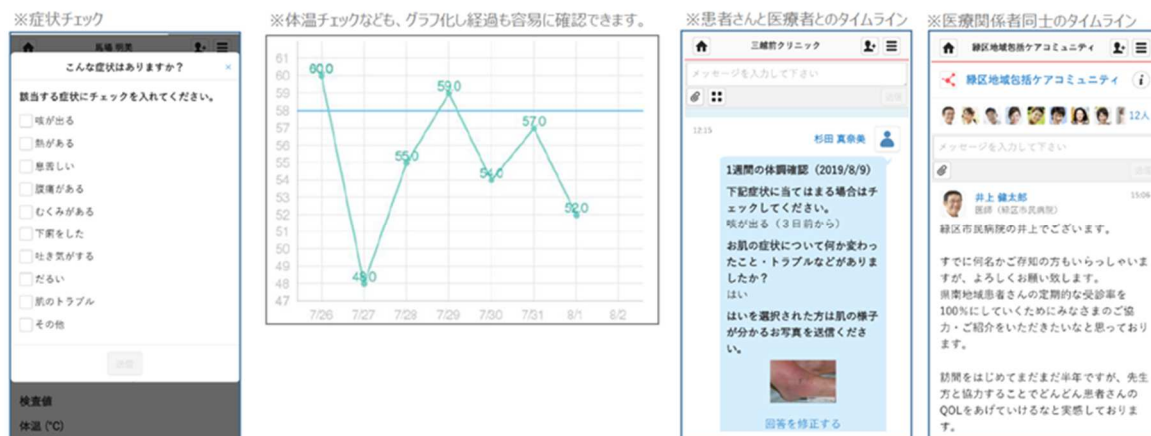 ※症状チェック
馬場 明美
こんな症状はありますか？
×
該当する症状にチェックを入れてください。
咳が出る
熱がある
息苦しい
腹痛がある
むくみがある
下痢をした
吐き気がする
だるい
肌のトラブル
その他
送信
検査値
体温 (℃)
※体温チェックなども、グラフ化し経過も容易に確認できます。
61
60
59
58
57
56
55
54
53
52
51
50
49
48
47
60.0
48.0
55.0
59.0
54.0
57.0
52.0
7/26
7/27
7/28
7/29
7/30
7/31
8/1
8/2
※患者さんと医療者とのタイムライン
三越前クリニック
メッセージを入力して下さい
送信
12:15
杉田 真奈美
1週間の体調確認（2019/8/9）
下記症状に当てはまる場合はチ
ェックしてください。
咳が出る（３日前から）
お肌の症状について何か変わっ
たこと・トラブルなどがありま
したか？
はい
はいを選択された方は肌の様子
が分かるお写真を送信くださ
い。
回答を修正する
※医療関係者同士のタイムライン
緑区地域包括ケアコミュニティ
緑区地域包括ケアコミュニティ
i
12人
メッセージを入力して下さい
送信
井上 健太郎
15:06
医師（緑区市民病院）
緑区市民病院の井上でございます。
すでに何名かご存知の方もいらっしゃいま
すが、よろしくお願い致します。
県南地域患者さんの定期的な受診率を
100%にしていくためにみなさまのご協
力・ご紹介をいただきたいなと思っており
ます。
訪問をはじめてまだまだ半年ですが、先生
方と協力することでどんどん患者さんの
QOLをあげていけるなと実感しておりま
す。